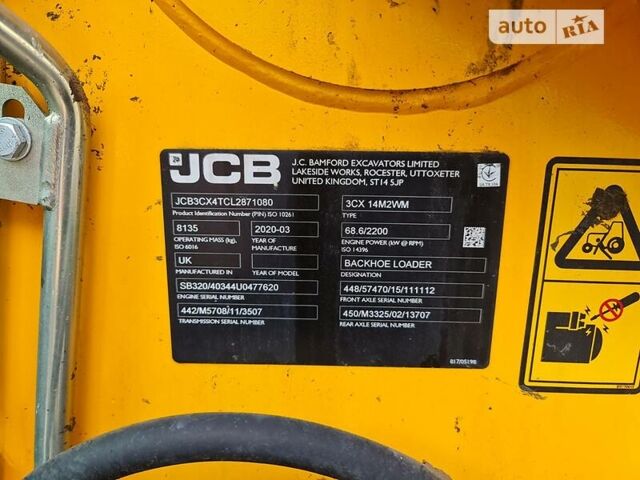 auto RIA
JCB
J.C. BAMFORD EXCAVATORS LIMITED
LAKESIDE WORKS, ROCESTER, UTTOXETER
UNITED KINGDOM, ST14 5JP
JCB3CX4TCL2871080
Product Identification Number (PIN) ISO 10261
3CX 14M2WM
TYPE
8135
OPERATING MASS (kg).
ISO 6016
2020-03
YEAR OF
MANUFACTURE
68.6/2200
ENGINE POWER (kW @ RPM)
ISO 14396
UK
MANUFACTURED IN
YEAR OF MODEL
BACKHOE LOADER
DESIGNATION
SB320/40344U0477620
ENGINE SERIAL NUMBER
448/57470/15/111112
FRONT AXLE SERIAL NUMBER
442/M5708/11/3507
TRANSMISSION SERIAL NUMBER
450/M3325/02/13707
REAR AXLE SERIAL NUMBER
817/05198